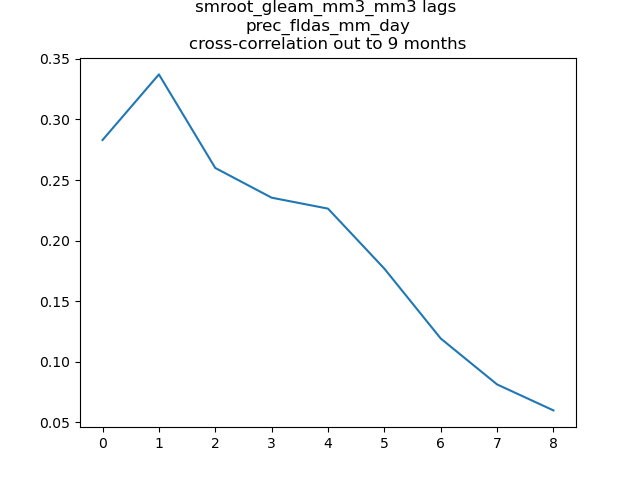 smroot_gleam_mm3_mm3 lags
prec_fldas_mm_day
cross-correlation out to 9 months
0.35
0.30
0.25
0.20
0.15
0.10
0.05
0 1 2 3 4 5 6 7 8